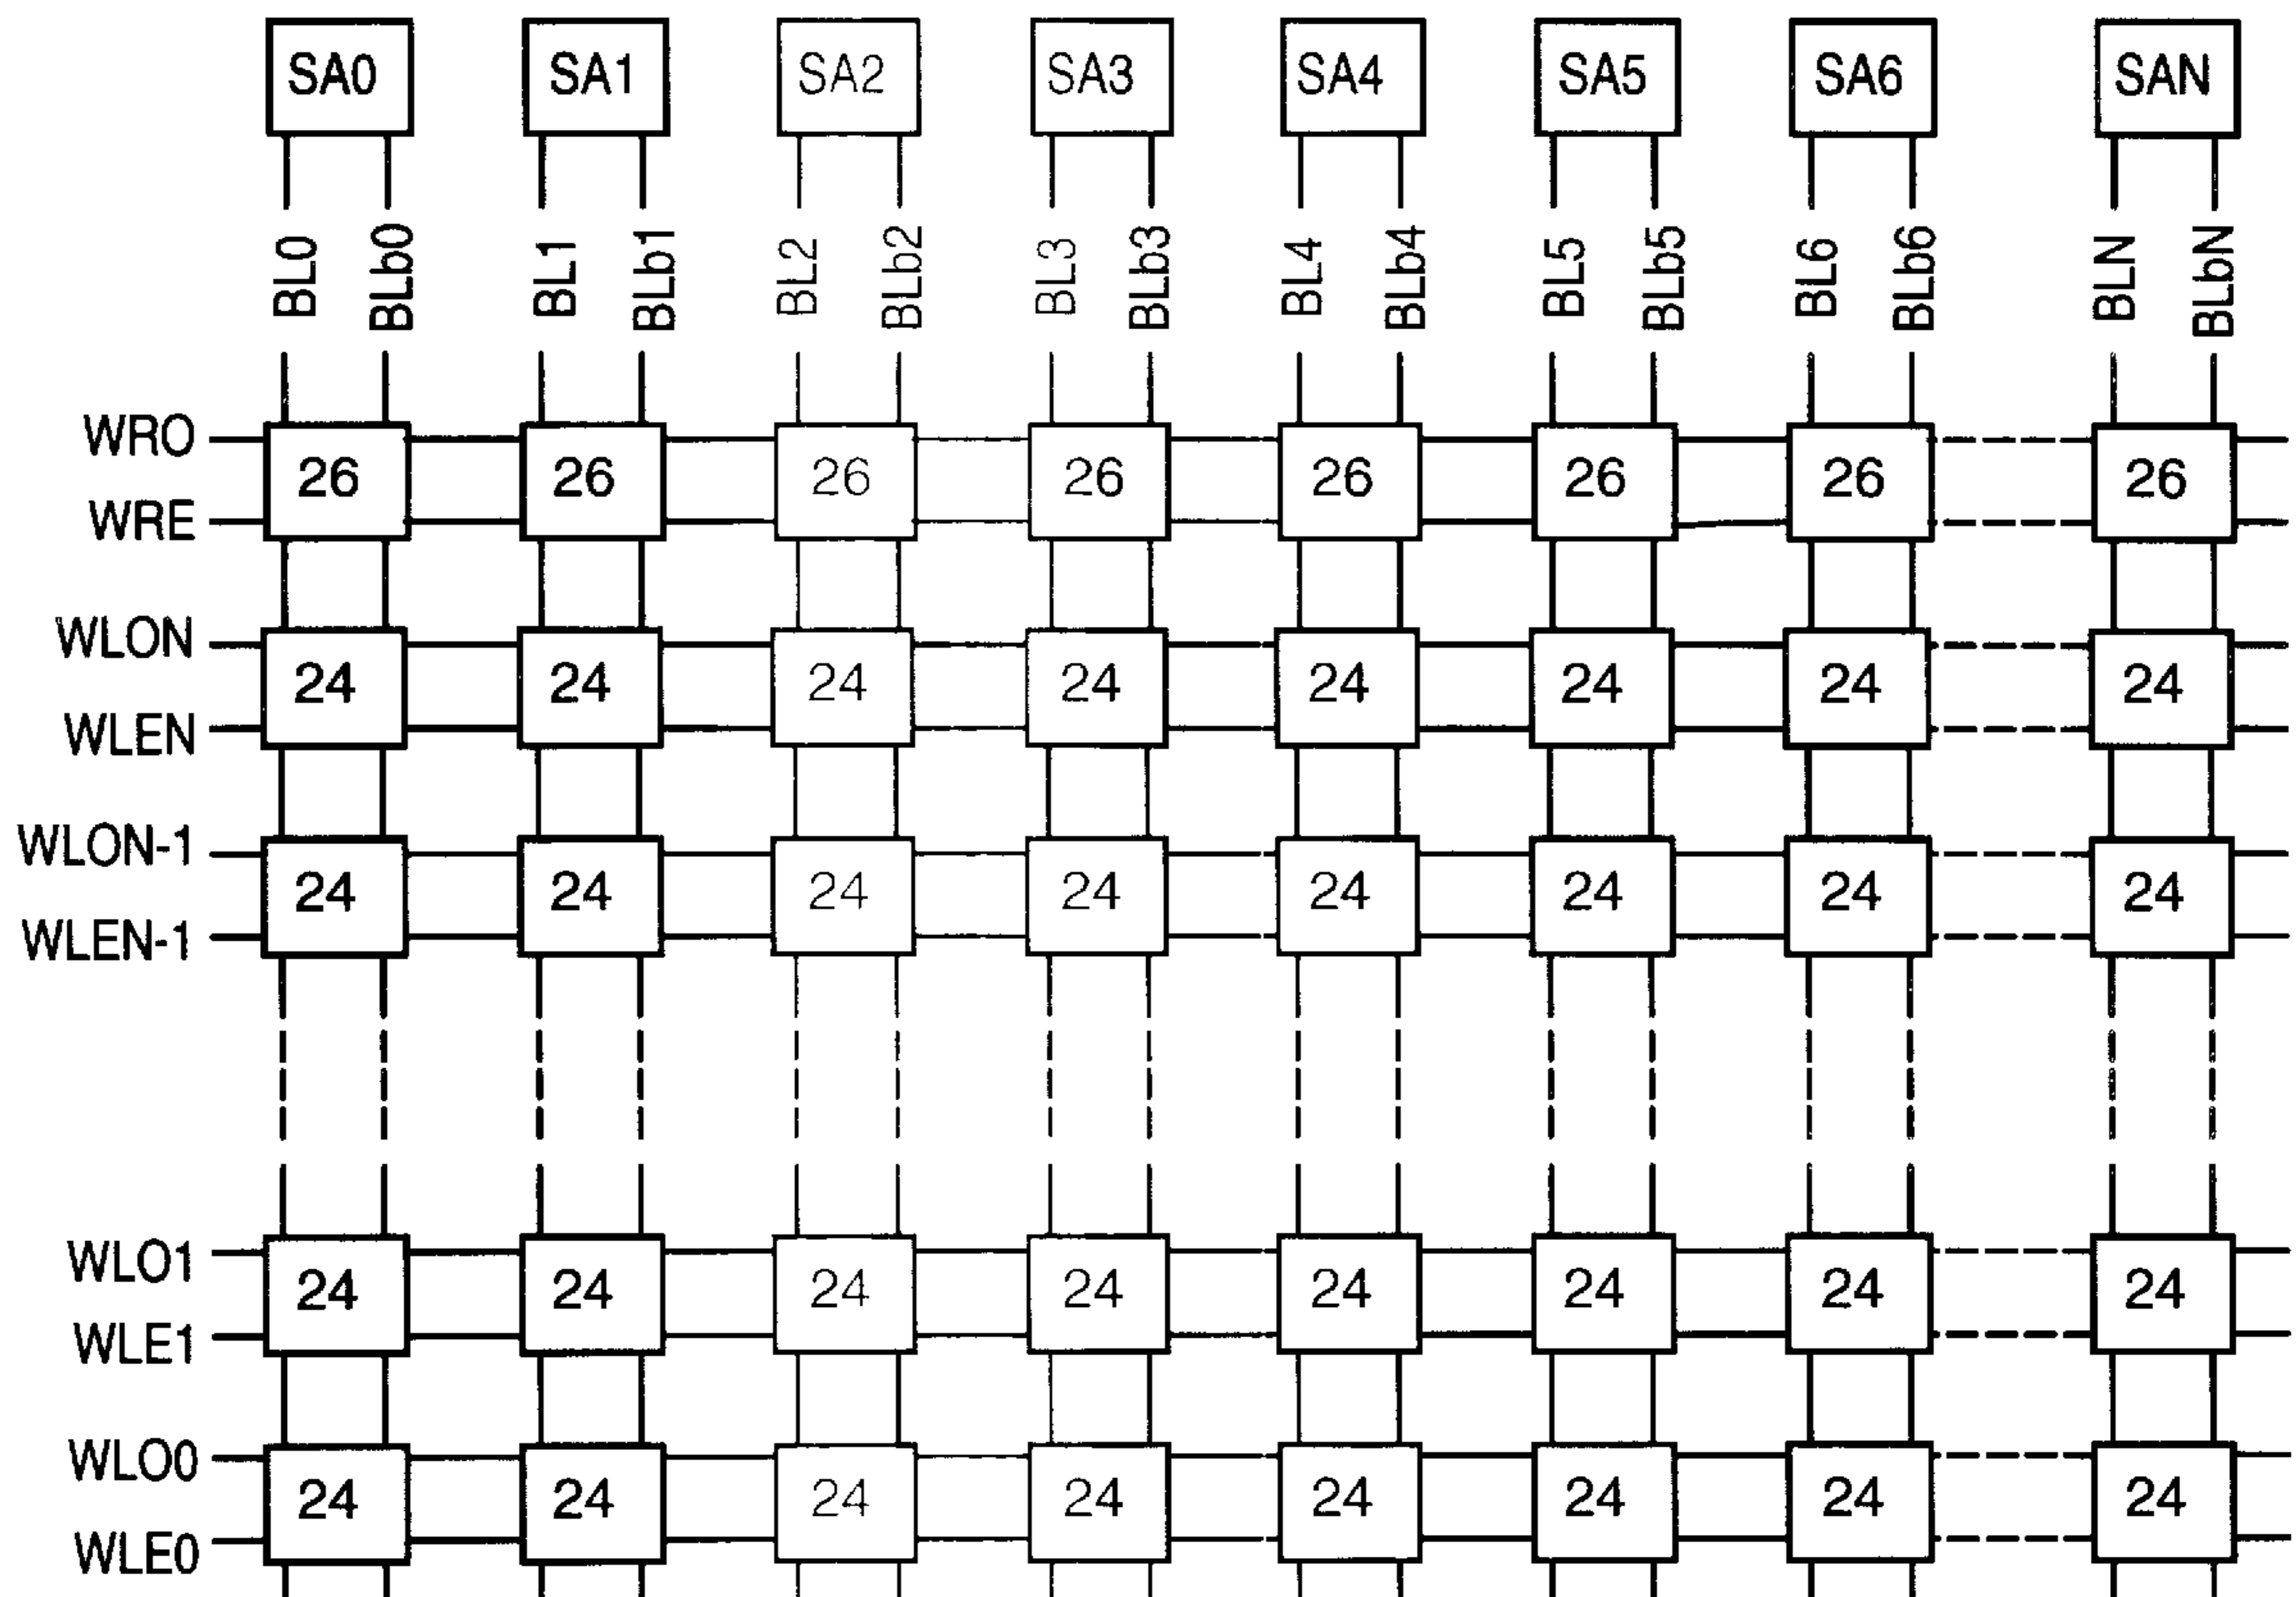 SA0 SA1 SA2 SA3 SA4 SA5 SA6 SAN
BL0 BLb0 BL1 BLb1 BL2 BLb2 BL3 BLb3 BL4 BLb4 BL5 BLb5 BL6 BLb6 BLN BLbN
WRO
26 26 26 26 26 26 26 26
WRE
WLON
24 24 24 24 24 24 24 24
WLEN
WLON-1
24 24 24 24 24 24 24 24
WLEN-1
WLO1
24 24 24 24 24 24 24 24
WLE1
WLO0
24 24 24 24 24 24 24 24
WLE0